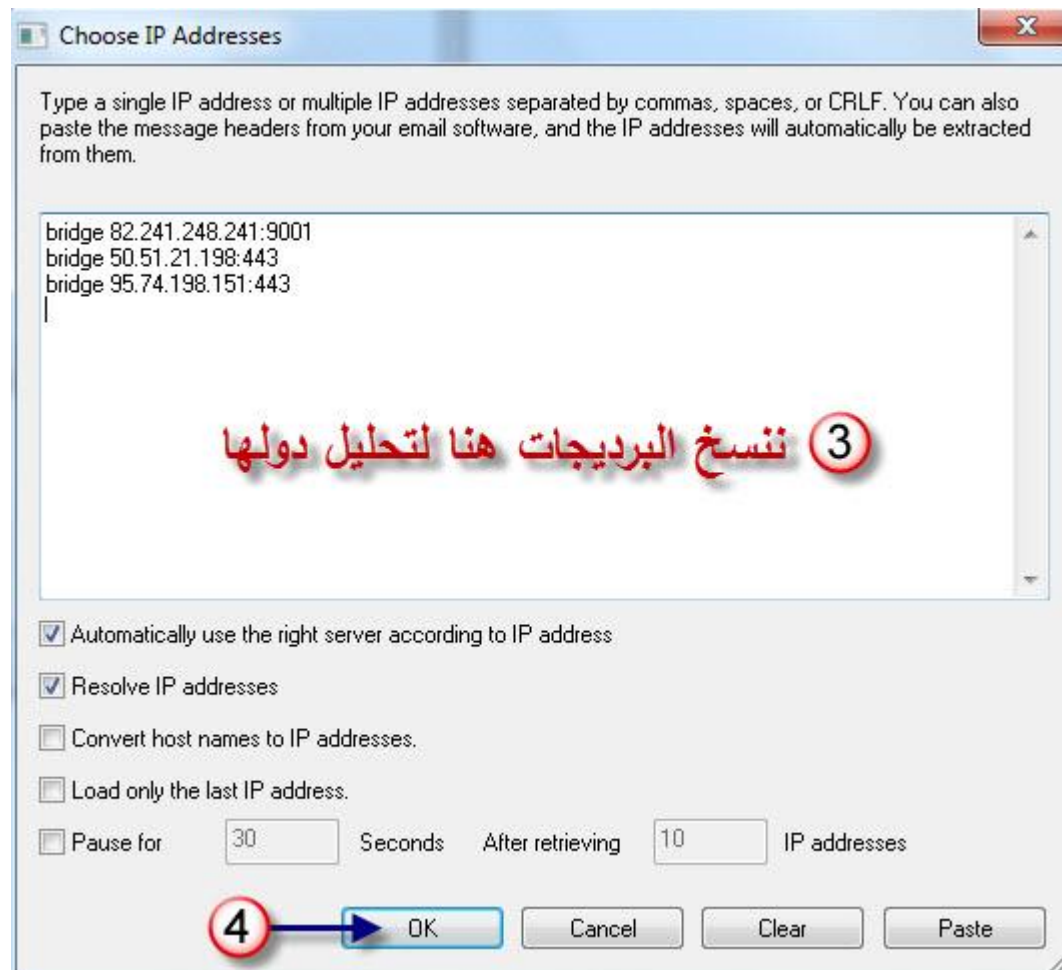 Choose IP Addresses
X
Type a single IP address or multiple IP addresses separated by commas, spaces, or CRLF. You can also
paste the message headers from your email software, and the IP addresses will automatically be extracted
from them.
bridge 82.241.248.241:9001
bridge 50.51.21.198:443
bridge 95.74.198.151:443
3 ننسخ البرديجات هنا لتحليل دولها
Automatically use the right server according to IP address
Resolve IP addresses
Convert host names to IP addresses.
Load only the last IP address.
Pause for 30 Seconds After retrieving 10 IP addresses
4 OK Cancel Clear Paste